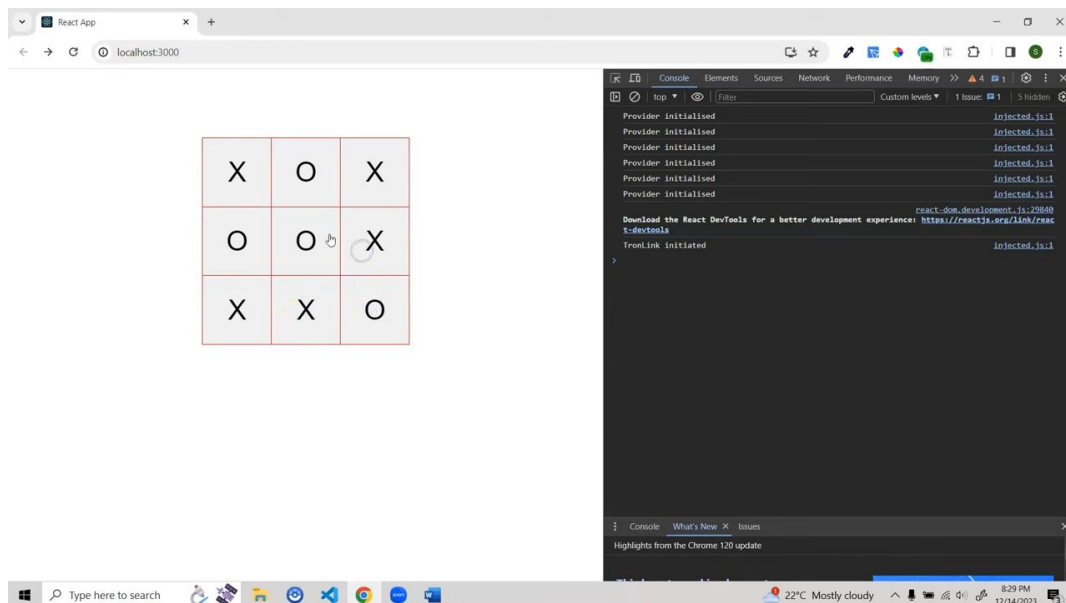 React App
localhost:3000
Console Elements Sources Network Performance Memory 4 1
top Filter Custom levels 1 Issue: 1 5 hidden
Provider initialised injected.js:1
Provider initialised injected.js:1
Provider initialised injected.js:1
Provider initialised injected.js:1
Provider initialised injected.js:1
Provider initialised injected.js:1
react-dom.development.js:29840
Download the React DevTools for a better development experience: https://reactjs.org/link/reac
t-devtools
TronLink initiated injected.js:1
X O X
O O X
X X O
Console What's New Issues
Highlights from the Chrome 120 update
Type here to search
22°C Mostly cloudy
8:29 PM
12/14/2023